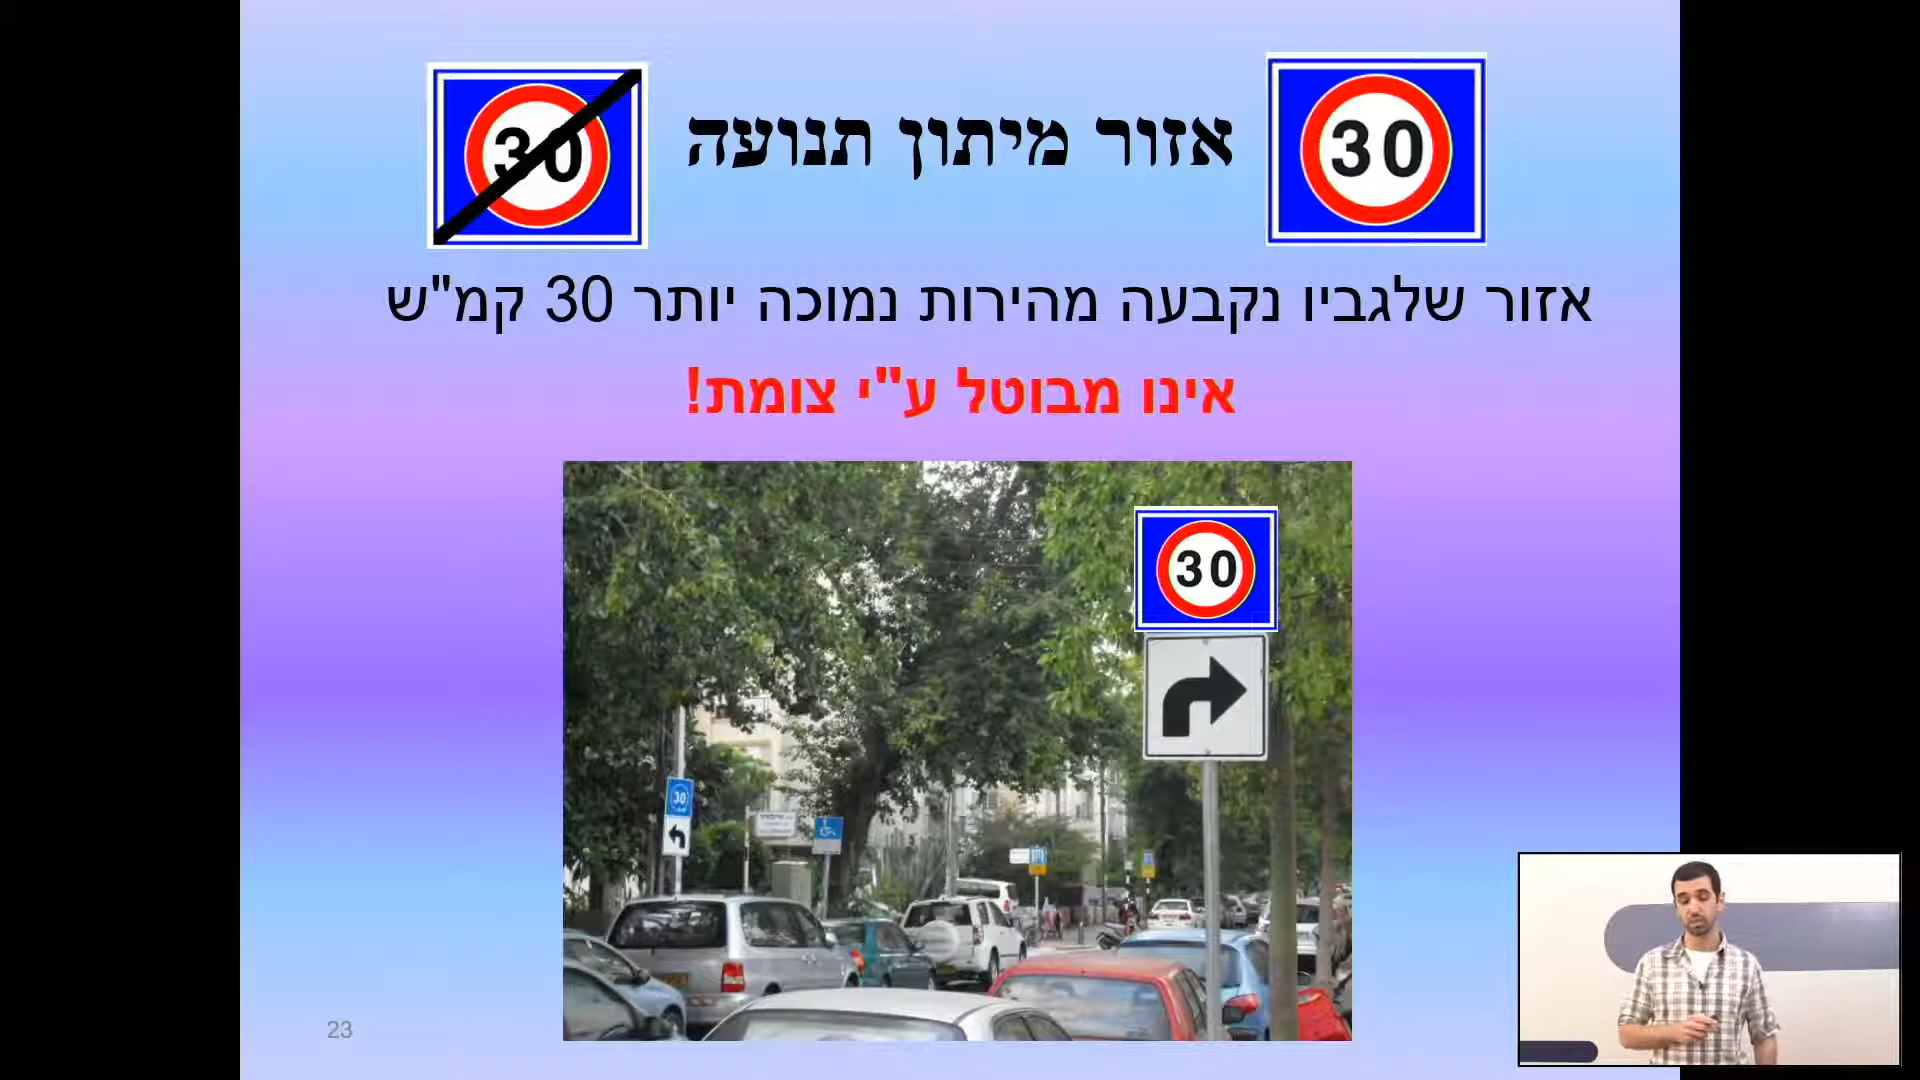 30
אזור מיתון תנועה
30
אזור שלגביו נקבעה מהירות נמוכה יותר 30 קמ"ש
אינו מבוטל ע"י צומת!
30
30
23